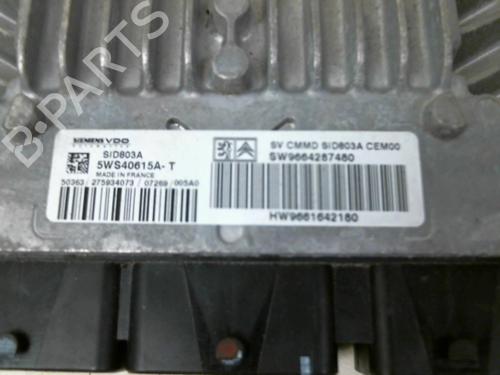 B-PARTS
SIEMENS VDO
SID803A
5WS40615A-T
MADE IN FRANCE
50363 275934073 07269 005A0
SV CMMD SID803A CEM00
SW9664287480
HW9661642180